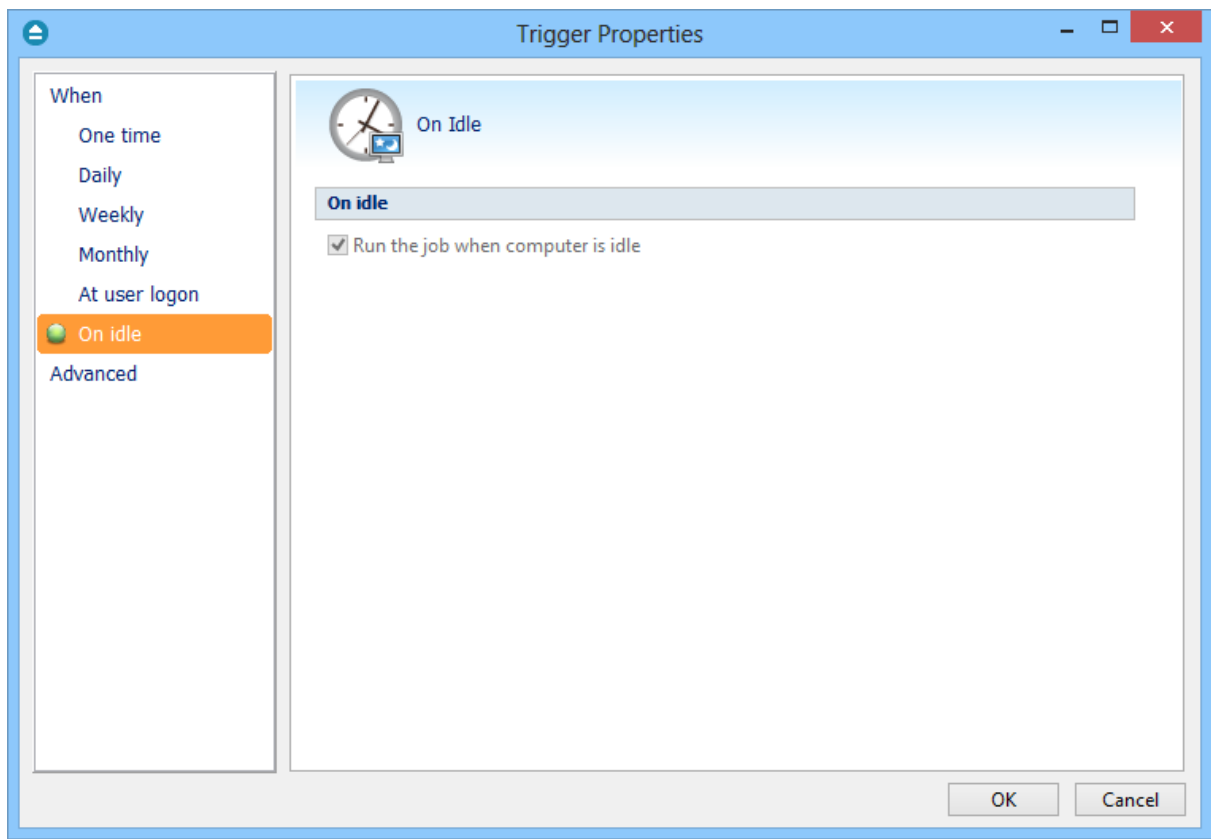 Trigger Properties
When
One time
Daily
Weekly
Monthly
At user logon
On idle
Advanced
On Idle
On idle
Run the job when computer is idle
OK
Cancel